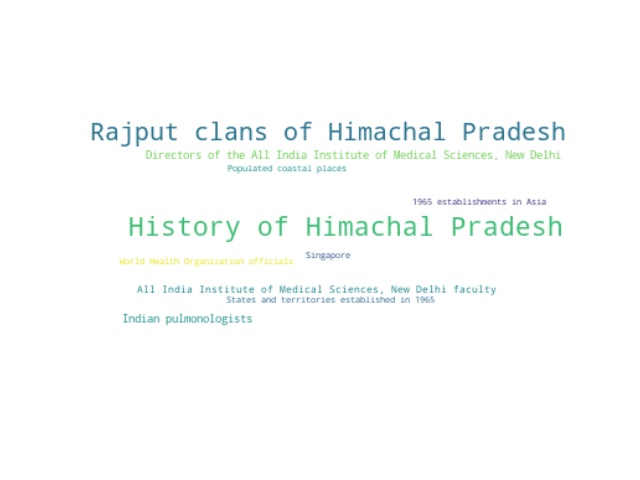 Rajput clans of Himachal Pradesh
Directors of the All India Institute of Medical Sciences, New Delhi
Populated coastal places
1965 establishments in Asia
History of Himachal Pradesh
Singapore
World Health Organization officials
All India Institute of Medical Sciences, New Delhi faculty
States and territories established in 1965
Indian pulmonologists